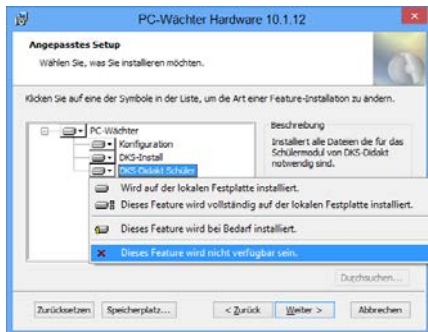 PC-Wächter Hardware 10.1.12
Angepasstes Setup
Wählen Sie, was Sie installieren möchten.
Klicken Sie auf eine der Symbole in der Liste, um die Art einer Feature-Installation zu ändern.
PC-Wächter
Konfiguration
DKS-Install
DKS-Didakt Schüler
Beschreibung
Installiert alle Dateien die für das
Schülermodul von DKS-Didakt
notwendig sind.
Wird auf der lokalen Festplatte installiert.
Dieses Feature wird vollständig auf der lokalen Festplatte installiert.
Dieses Feature wird bei Bedarf installiert.
Dieses Feature wird nicht verfügbar sein.
Durchsuchen...
Zurücksetzen
Speicherplatz...
< Zurück
Weiter >
Abbrechen